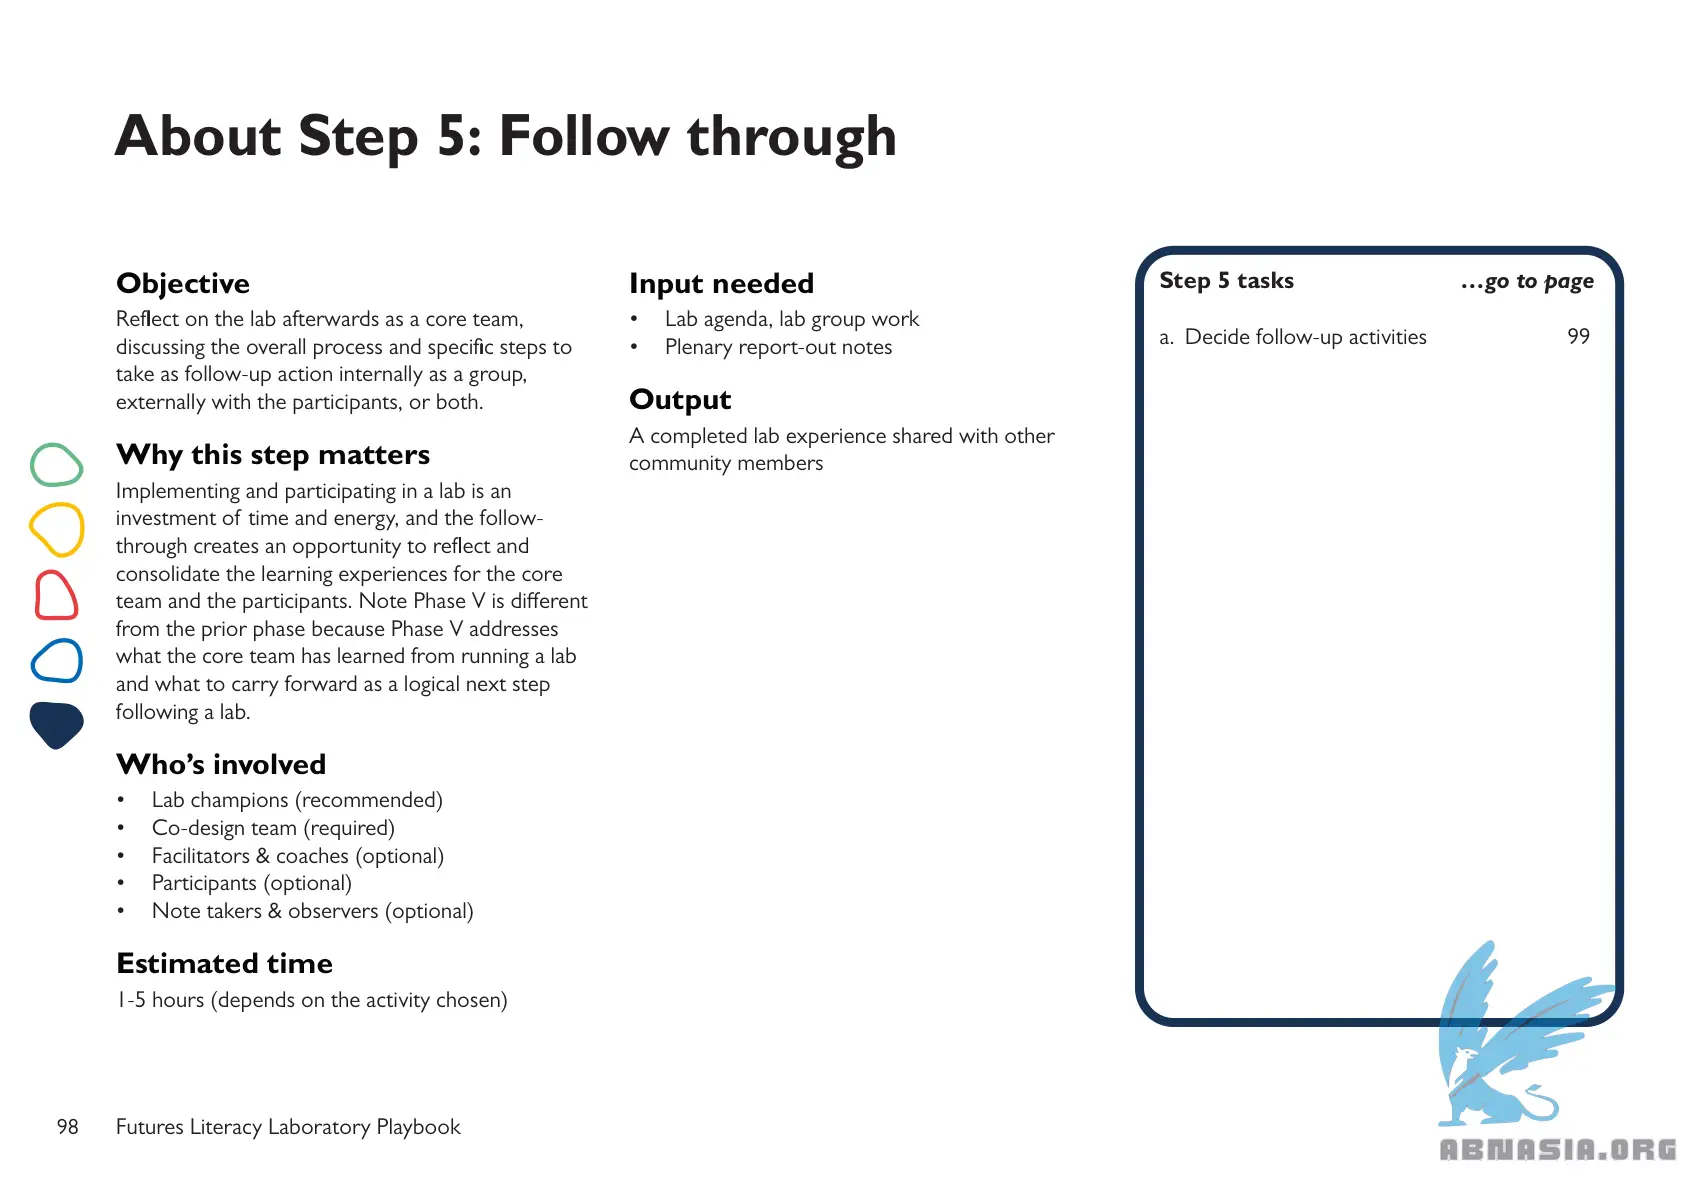 About Step 5: Follow through
Objective
Reflect on the lab afterwards as a core team,
discussing the overall process and specific steps to
take as follow-up action internally as a group,
externally with the participants, or both.
Why this step matters
Implementing and participating in a lab is an
investment of time and energy, and the follow-
through creates an opportunity to reflect and
consolidate the learning experiences for the core
team and the participants. Note Phase V is different
from the prior phase because Phase V addresses
what the core team has learned from running a lab
and what to carry forward as a logical next step
following a lab.
Who’s involved
• Lab champions (recommended)
• Co-design team (required)
• Facilitators & coaches (optional)
• Participants (optional)
• Note takers & observers (optional)
Estimated time
1-5 hours (depends on the activity chosen)
Input needed
• Lab agenda, lab group work
• Plenary report-out notes
Output
A completed lab experience shared with other
community members
Step 5 tasks …go to page
a. Decide follow-up activities 99
98 Futures Literacy Laboratory Playbook
ABNASIA.ORG